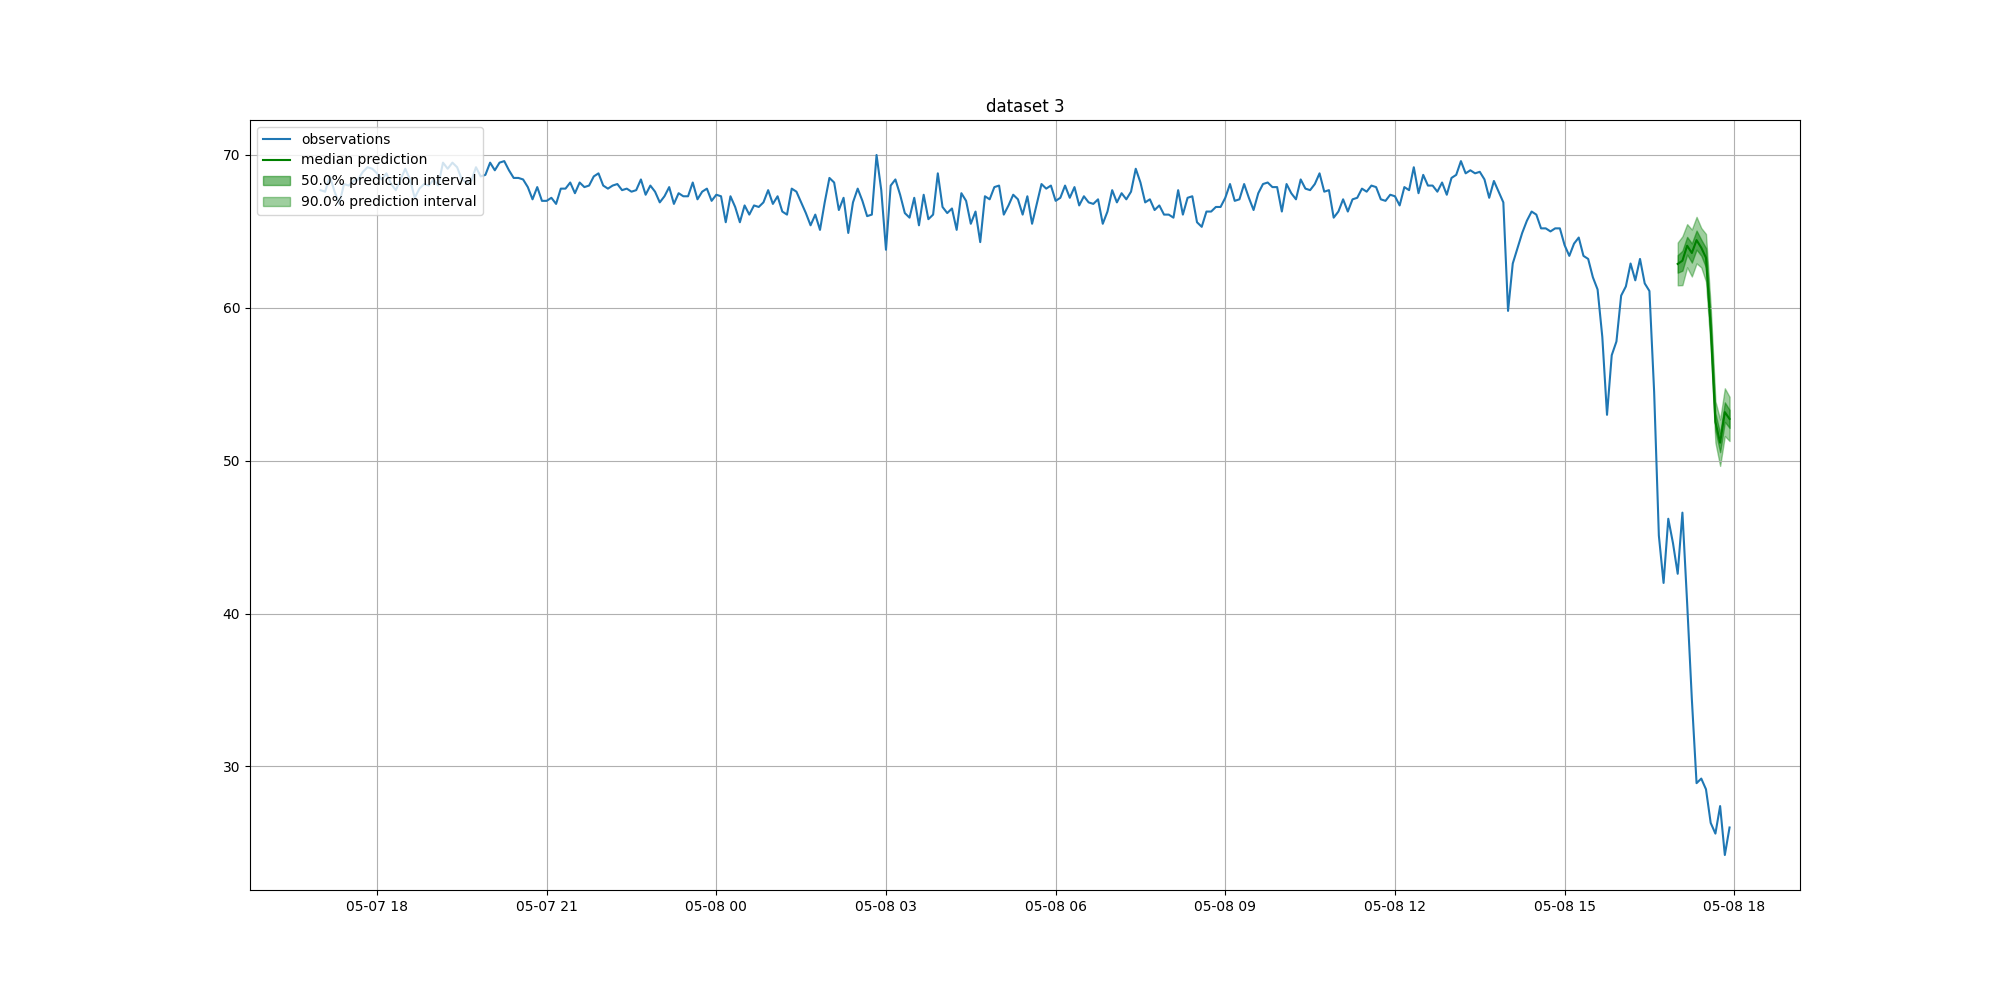 dataset 3
observations
median prediction
50.0% prediction interval
90.0% prediction interval
70
60
50
40
30
05-07 18
05-07 21
05-08 00
05-08 03
05-08 06
05-08 09
05-08 12
05-08 15
05-08 18